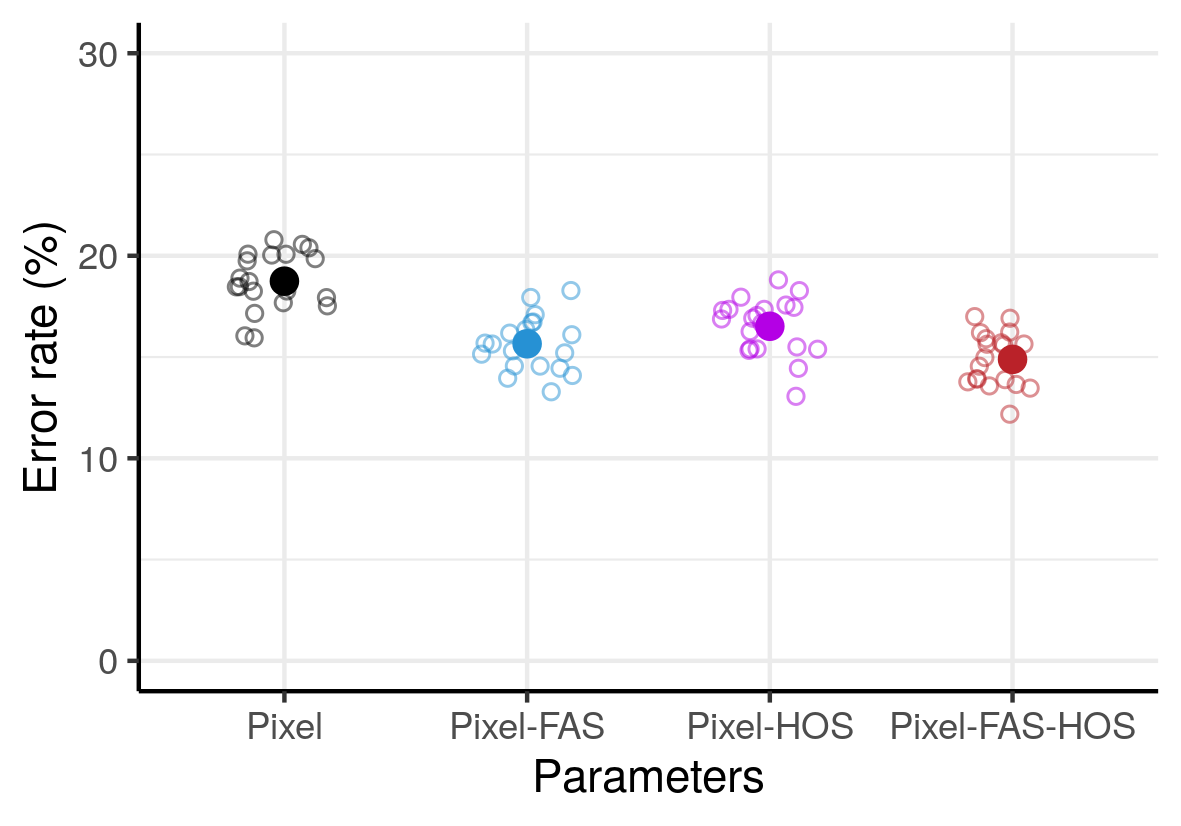 Error rate (%)
30
20
10
0
Pixel
Pixel-FAS
Pixel-HOS
Pixel-FAS-HOS
Parameters